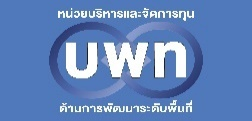 หน่วยบริหารและจัดการทุน
บพท
ด้านการพัฒนาระดับพื้นที่